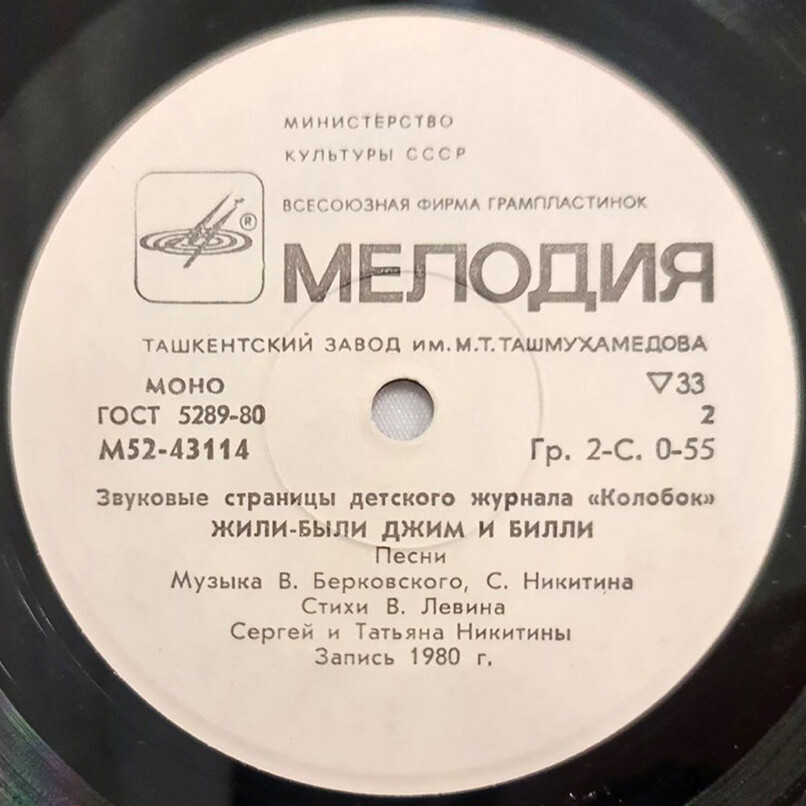 МИНИСТЕРСТВО
КУЛЬТУРЫ СССР
ВСЕСОЮЗНАЯ ФИРМА ГРАМПЛАСТИНОК
®
МЕЛОДИЯ
ТАШКЕНТСКИЙ ЗАВОД им. М.Т. ТАШМУХАМЕДОВА
МОНО ▽33
ГОСТ 5289-80 2
М52-43114 Гр. 2-С. 0-55
Звуковые страницы детского журнала «Колобок»
ЖИЛИ-БЫЛИ ДЖИМ И БИЛЛИ
Песни
Музыка В. Берковского, С. Никитина
Стихи В. Левина
Сергей и Татьяна Никитины
Запись 1980 г.